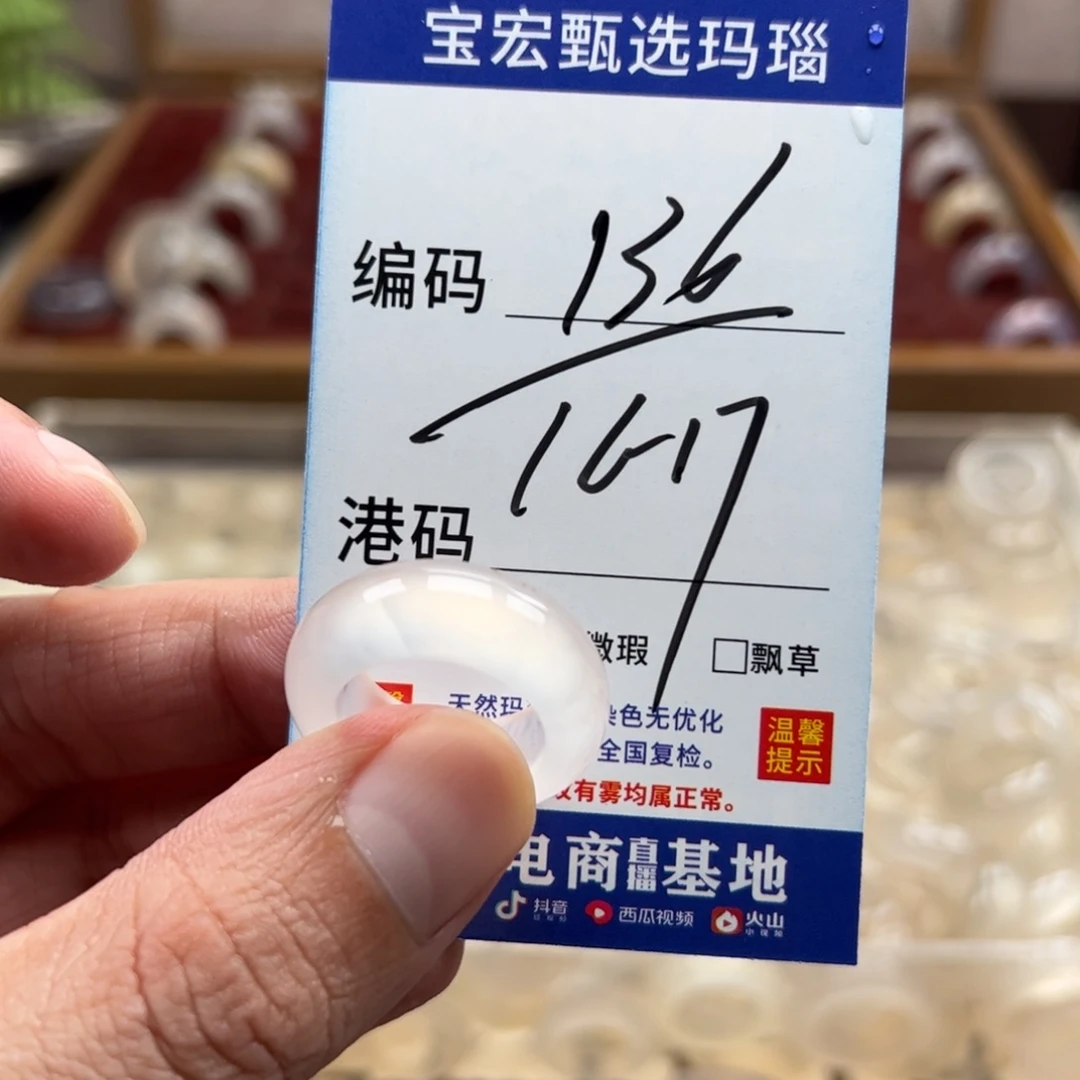 宝宏甄选玛瑙
编码 136
1617
港码
微瑕 □飘草
天然玛
染色无优化
温馨
全国复检。
提示
有雾均属正常。
电商直播基地
抖音 西瓜视频 火山